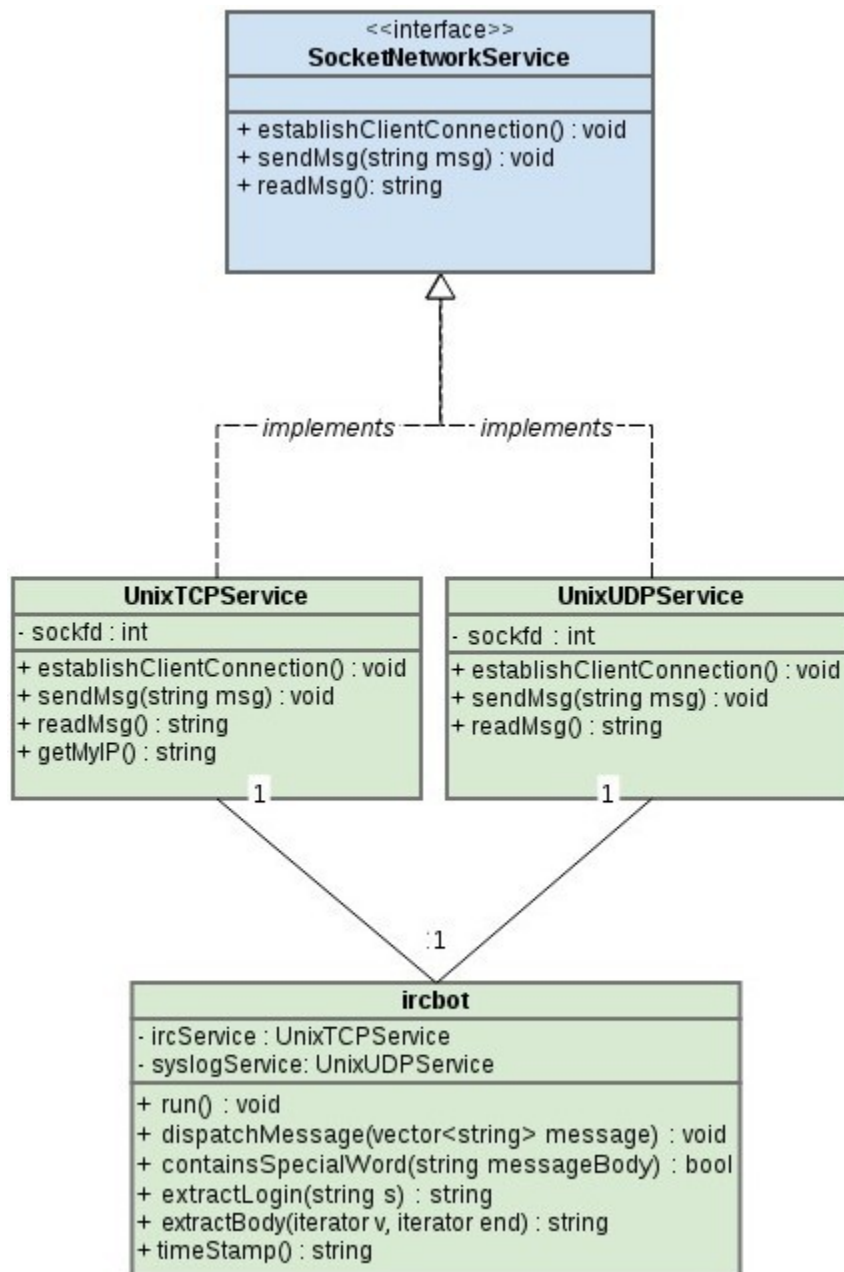 <<interface>>
SocketNetworkService
+ establishClientConnection() : void
+ sendMsg(string msg) : void
+ readMsg(): string
implements
implements
UnixTCPService
- sockfd : int
+ establishClientConnection() : void
+ sendMsg(string msg) : void
+ readMsg() : string
+ getMyIP() : string
1
UnixUDPService
- sockfd : int
+ establishClientConnection() : void
+ sendMsg(string msg) : void
+ readMsg() : string
1
:1
ircbot
- ircService : UnixTCPService
- syslogService: UnixUDPService
+ run() : void
+ dispatchMessage(vector<string> message) : void
+ containsSpecialWord(string messageBody) : bool
+ extractLogin(string s) : string
+ extractBody(iterator v, iterator end) : string
+ timeStamp() : string